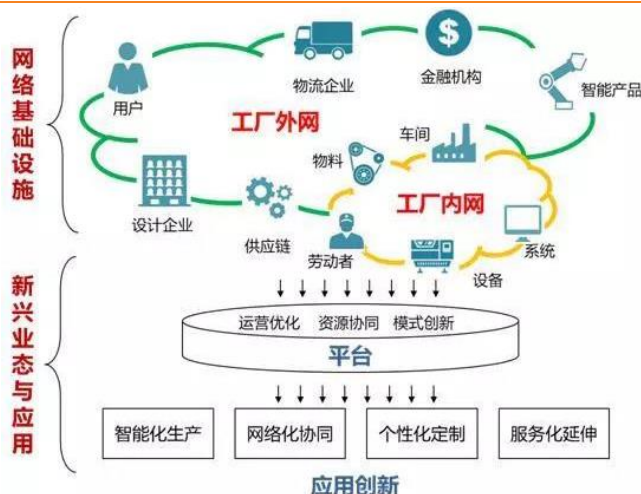 网络基础设施
用户
物流企业
金融机构
智能产品
工厂外网
物料
车间
设计企业
供应链
劳动者
工厂内网
系统
设备
新兴业态与应用
运营优化 资源协同 模式创新
平台
智能化生产
网络化协同
个性化定制
服务化延伸
应用创新